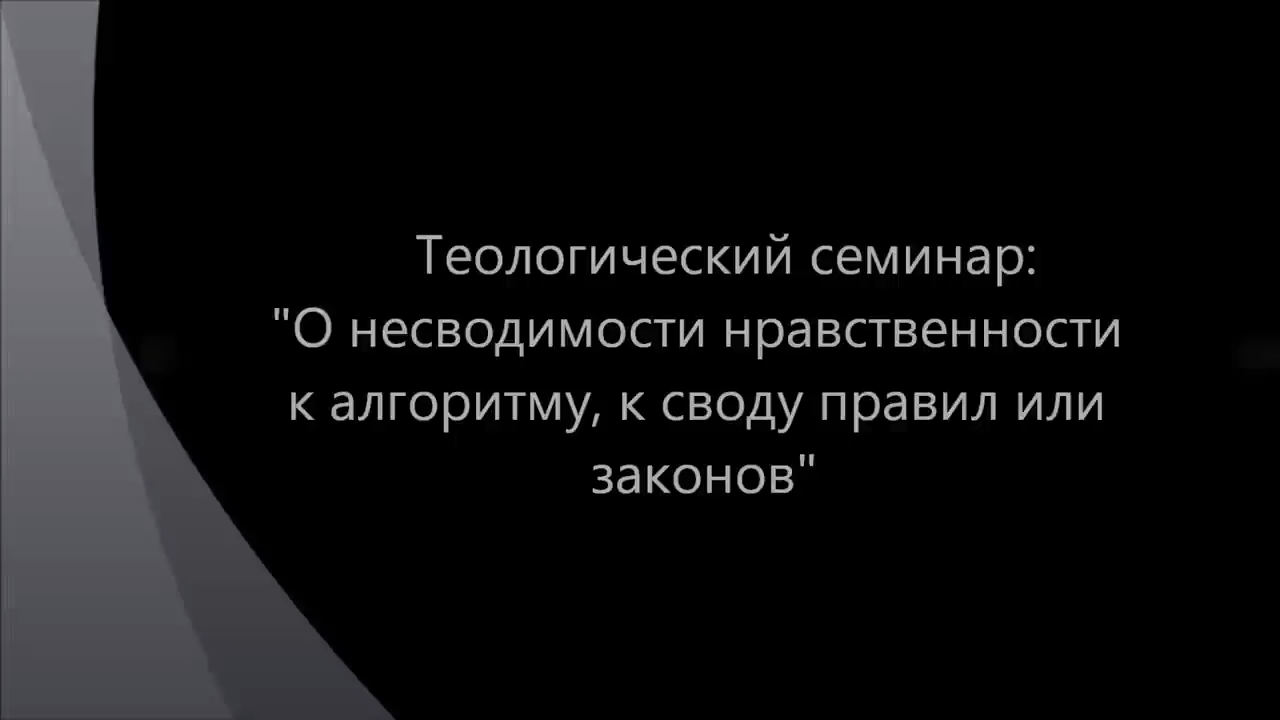 Теологический семинар:
"О несводимости нравственности
к алгоритму, к своду правил или
законов"